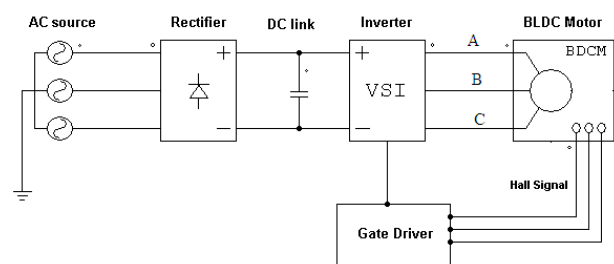 AC source
Rectifier
DC link
Inverter
BLDC Motor
+
+
A
BDCM
VSI
B
−
−
C
Hall Signal
Gate Driver